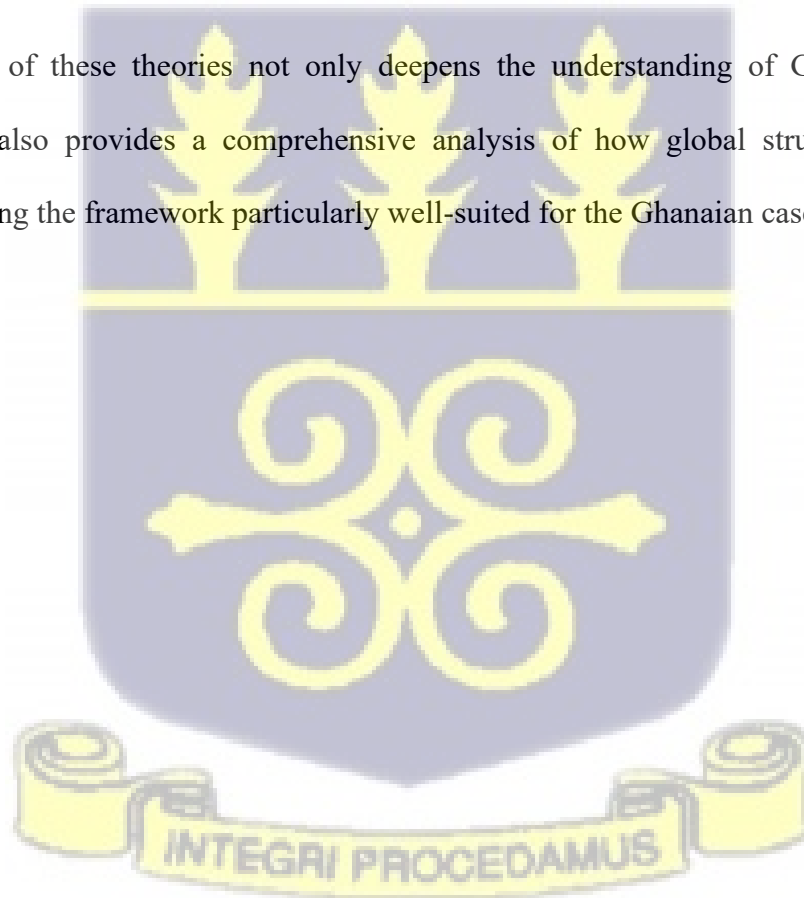 of these theories not only deepens the understanding of G
also provides a comprehensive analysis of how global stru
ng the framework particularly well-suited for the Ghanaian case
INTEGRI PROCEDAMUS